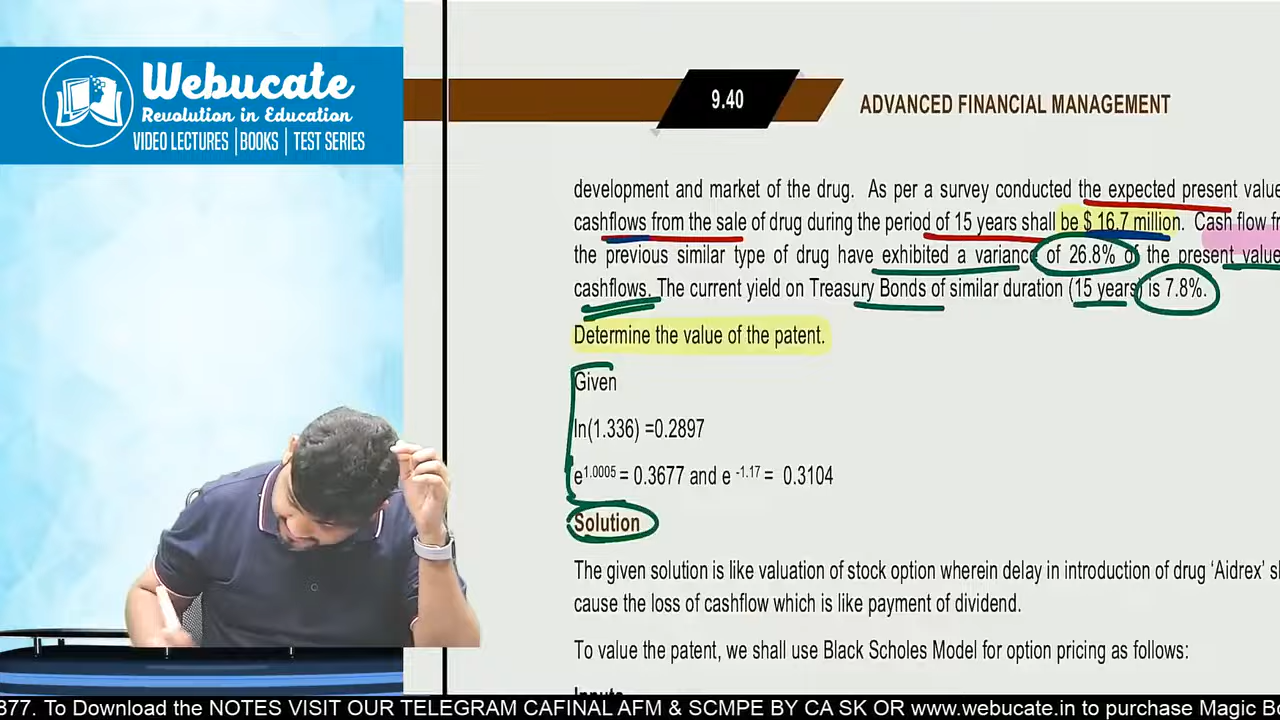 Webucate
Revolution in Education
VIDEO LECTURES | BOOKS | TEST SERIES
9.40
ADVANCED FINANCIAL MANAGEMENT
development and market of the drug. As per a survey conducted the expected present value
cashflows from the sale of drug during the period of 15 years shall be $ 16.7 million. Cash flow
the previous similar type of drug have exhibited a variance of 26.8% of the present value
cashflows. The current yield on Treasury Bonds of similar duration (15 years) is 7.8%.
Determine the value of the patent.
Given
ln(1.336) =0.2897
e1.0005 = 0.3677 and e -1.17 = 0.3104
Solution
The given solution is like valuation of stock option wherein delay in introduction of drug ‘Aidrex’
cause the loss of cashflow which is like payment of dividend.
To value the patent, we shall use Black Scholes Model for option pricing as follows:
Inputs
877. To Download the NOTES VISIT OUR TELEGRAM CAFINAL AFM & SCMPE BY CA SK OR www.webucate.in to purchase Magic Bo